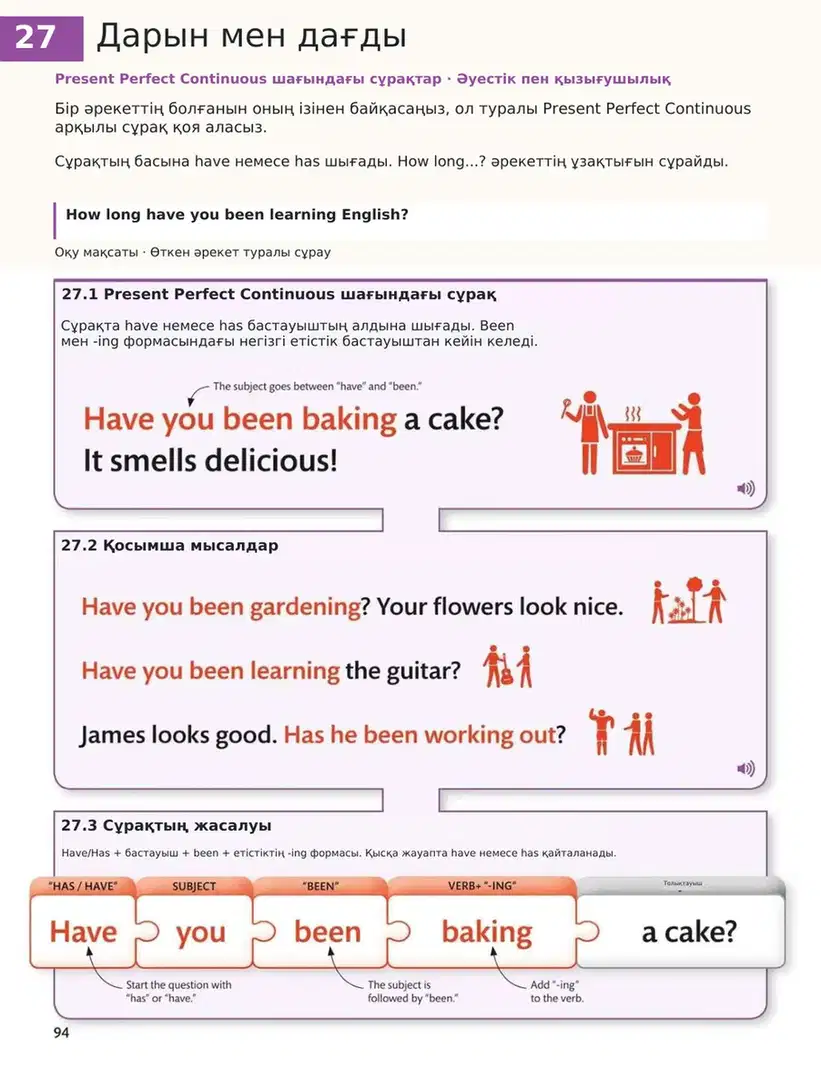 27
Дарын мен дағды
Present Perfect Continuous шағындағы сұрақтар · Әуестік пен қызығушылық
Бір әрекеттің болғанын оның ізінен байқасаңыз, ол туралы Present Perfect Continuous
арқылы сұрақ қоя аласыз.
Сұрақтың басына have немесе has шығады. How long...? әрекеттің ұзақтығын сұрайды.
How long have you been learning English?
Оқу мақсаты · Өткен әрекет туралы сұрау
27.1 Present Perfect Continuous шағындағы сұрақ
Сұрақта have немесе has бастауыштың алдына шығады. Been
мен -ing формасындағы негізгі етістік бастауыштан кейін келеді.
The subject goes between "have" and "been."
Have you been baking a cake?
It smells delicious!
27.2 Қосымша мысалдар
Have you been gardening? Your flowers look nice.
Have you been learning the guitar?
James looks good. Has he been working out?
27.3 Сұрақтың жасалуы
Have/Has + бастауыш + been + етістіктің -ing формасы. Қысқа жауапта have немесе has қайталанады.
"HAS / HAVE" SUBJECT "BEEN" VERB+ "-ING" Толықтауыш
Have you been baking a cake?
Start the question with
"has" or "have."
The subject is
followed by "been."
Add "-ing"
to the verb.
94